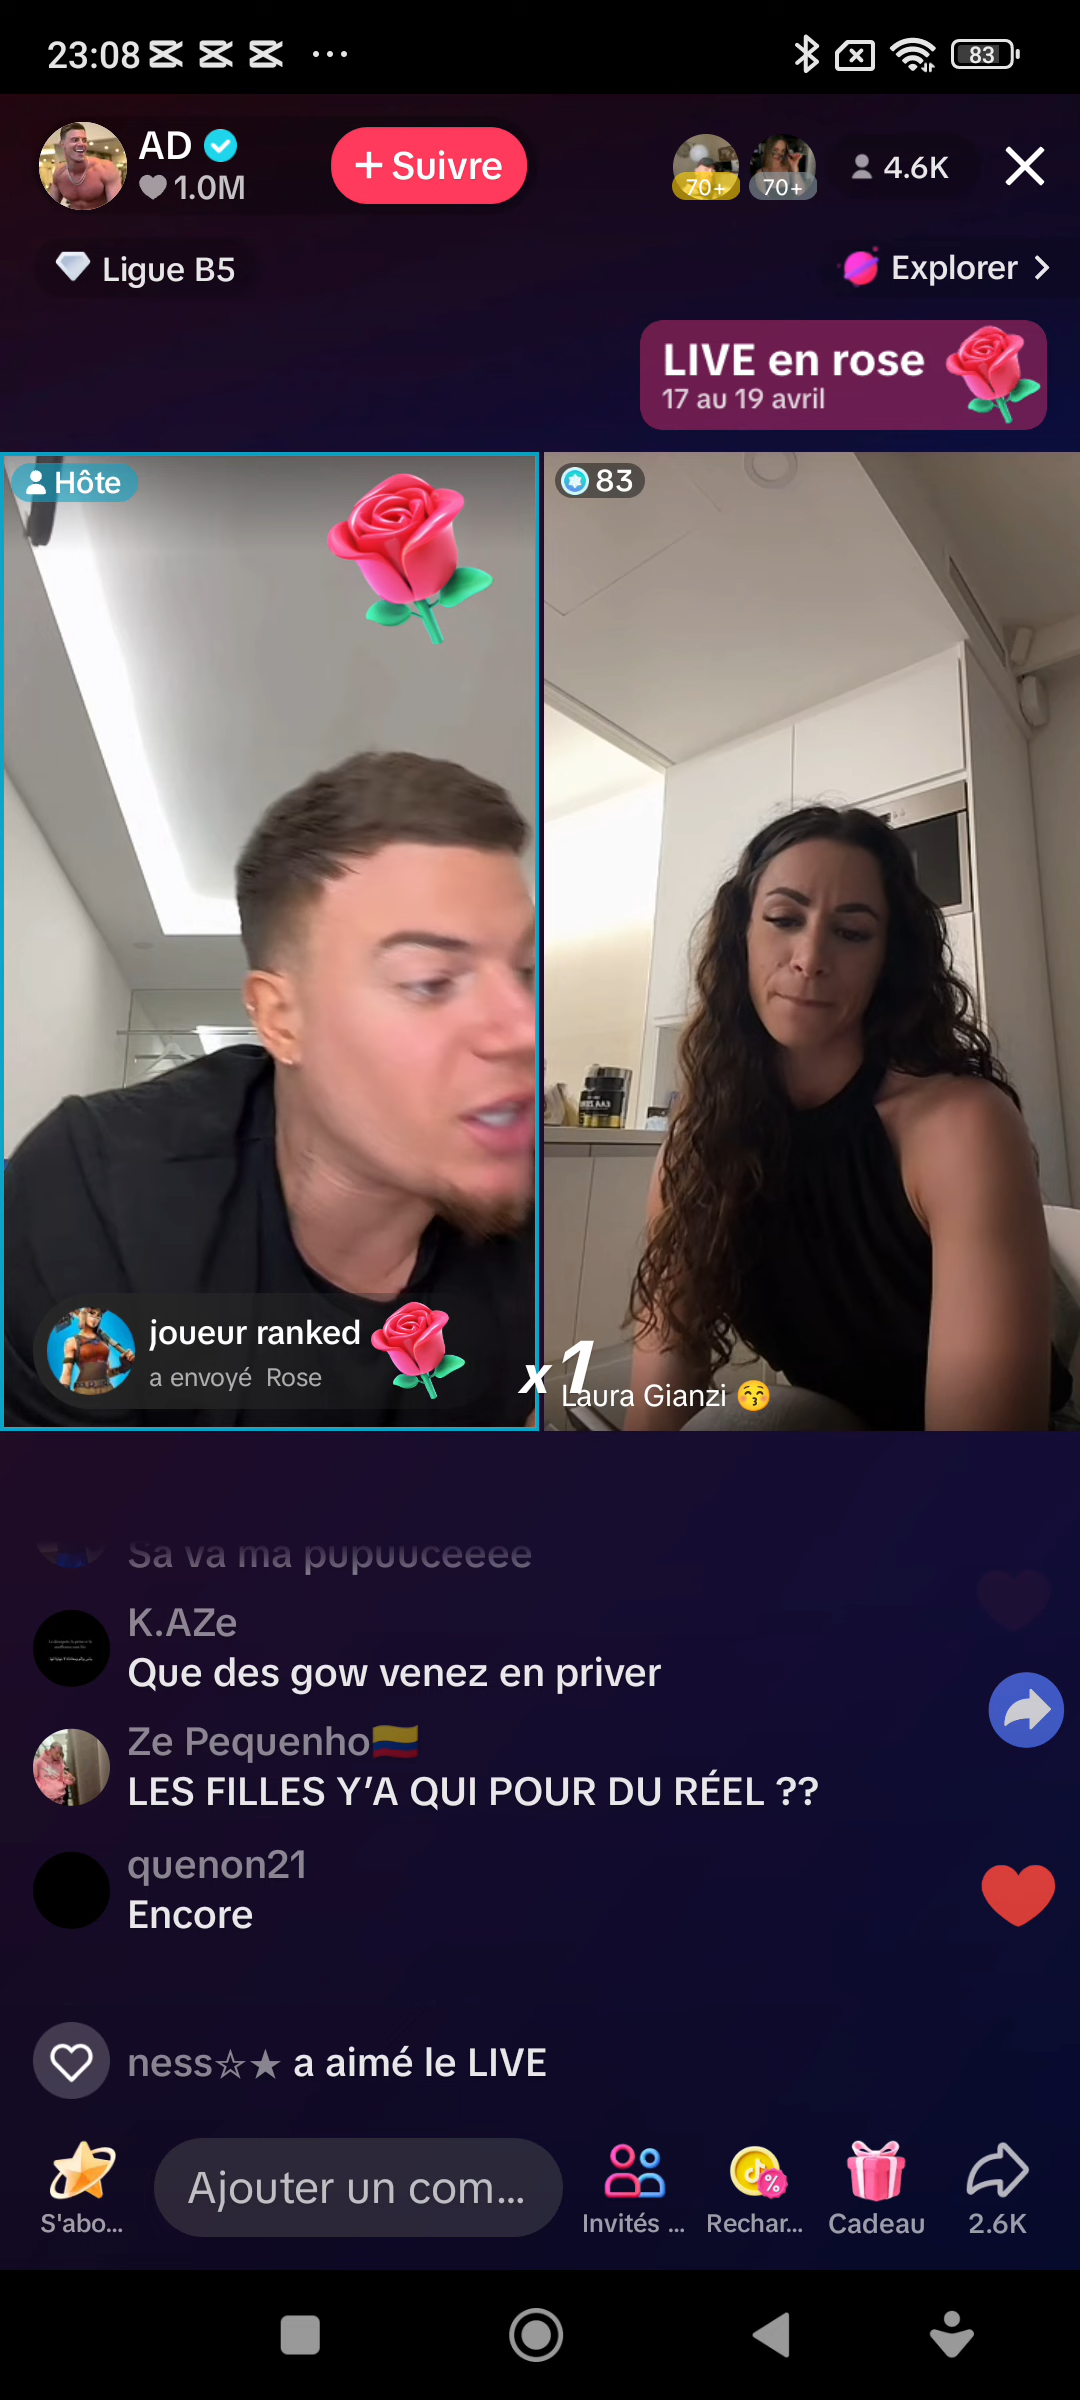 23:08
83
AD
1.0M
+ Suivre
70+
70+
4.6K
Ligue B5
Explorer
LIVE en rose
17 au 19 avril
Hôte
83
joueur ranked
a envoyé Rose
x1
Laura Gianzi 😚
Sa va ma pupuuceeee
K.AZe
Que des gow venez en priver
Ze Pequenho🇨🇴
LES FILLES Y'A QUI POUR DU RÉEL ??
quenon21
Encore
ness☆★ a aimé le LIVE
S'abo...
Ajouter un com...
Invités ...
Rechar...
Cadeau
2.6K